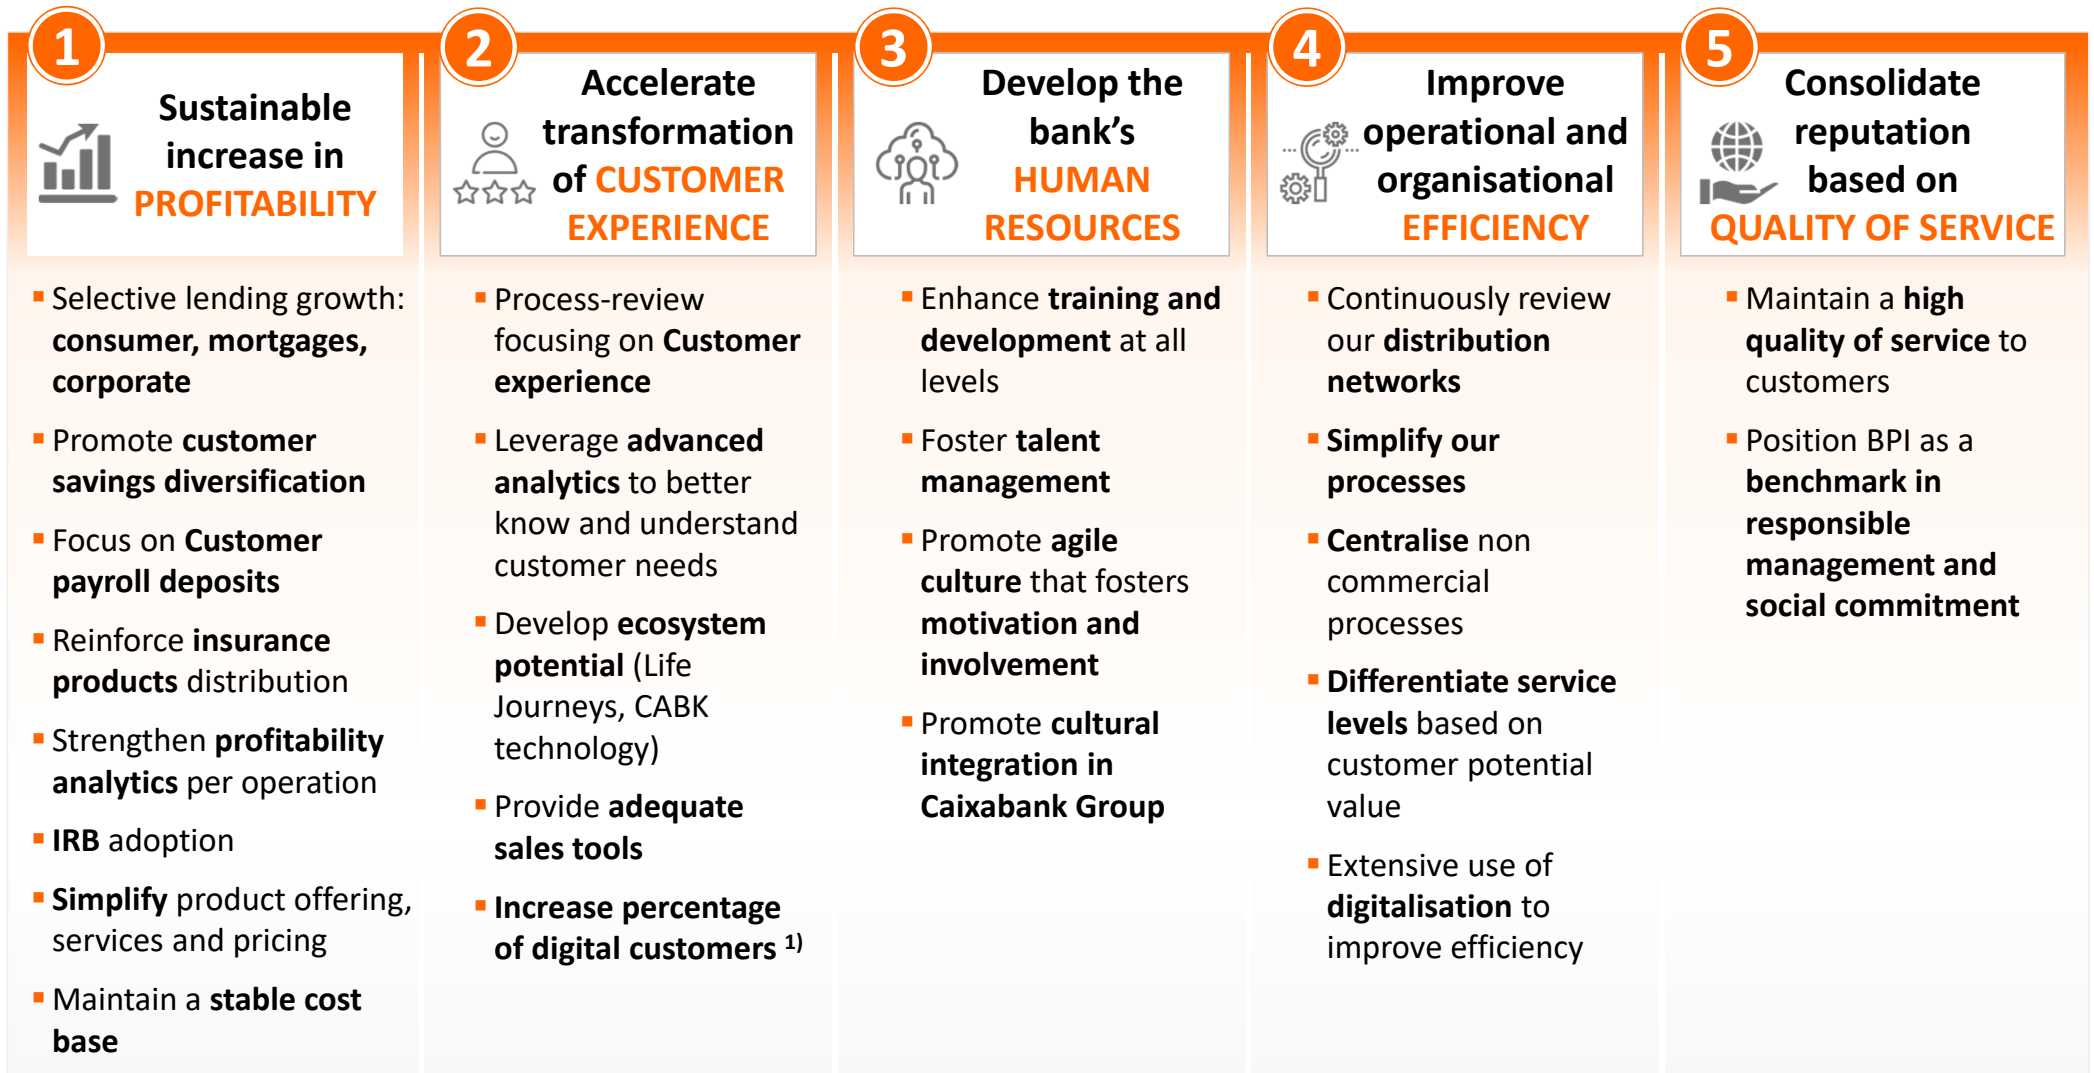 1
Sustainable
increase in
PROFITABILITY
▪ Selective lending growth:
consumer, mortgages,
corporate
▪ Promote customer
savings diversification
▪ Focus on Customer
payroll deposits
▪ Reinforce insurance
products distribution
▪ Strengthen profitability
analytics per operation
▪ IRB adoption
▪ Simplify product offering,
services and pricing
▪ Maintain a stable cost
base
2
Accelerate
transformation
of CUSTOMER
EXPERIENCE
▪ Process-review
focusing on Customer
experience
▪ Leverage advanced
analytics to better
know and understand
customer needs
▪ Develop ecosystem
potential (Life
Journeys, CABK
technology)
▪ Provide adequate
sales tools
▪ Increase percentage
of digital customers 1)
3
Develop the
bank’s
HUMAN
RESOURCES
▪ Enhance training and
development at all
levels
▪ Foster talent
management
▪ Promote agile
culture that fosters
motivation and
involvement
▪ Promote cultural
integration in
Caixabank Group
4
Improve
operational and
organisational
EFFICIENCY
▪ Continuously review
our distribution
networks
▪ Simplify our
processes
▪ Centralise non
commercial
processes
▪ Differentiate service
levels based on
customer potential
value
▪ Extensive use of
digitalisation to
improve efficiency
5
Consolidate
reputation
based on
QUALITY OF SERVICE
▪ Maintain a high
quality of service to
customers
▪ Position BPI as a
benchmark in
responsible
management and
social commitment